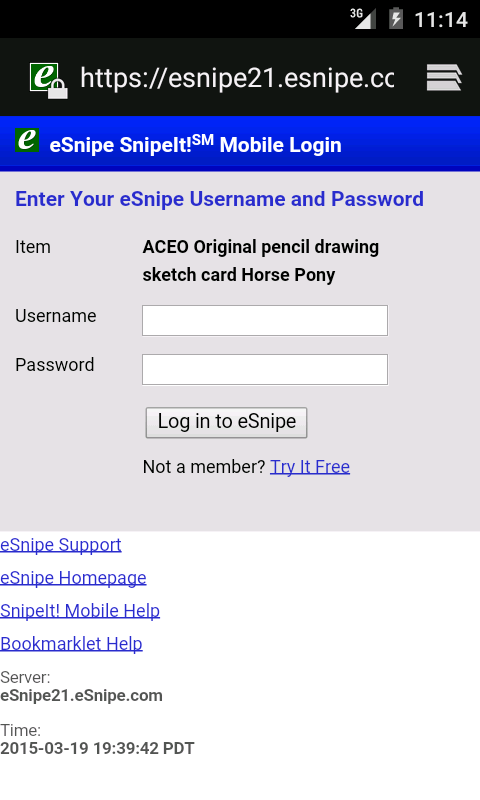 3G 11:14
e https://esnipe21.esnipe.co
e eSnipe SnipeIt!SM Mobile Login
Enter Your eSnipe Username and Password
Item ACEO Original pencil drawing
sketch card Horse Pony
Username
Password
Log in to eSnipe
Not a member? Try It Free
eSnipe Support
eSnipe Homepage
SnipeIt! Mobile Help
Bookmarklet Help
Server:
eSnipe21.eSnipe.com
Time:
2015-03-19 19:39:42 PDT